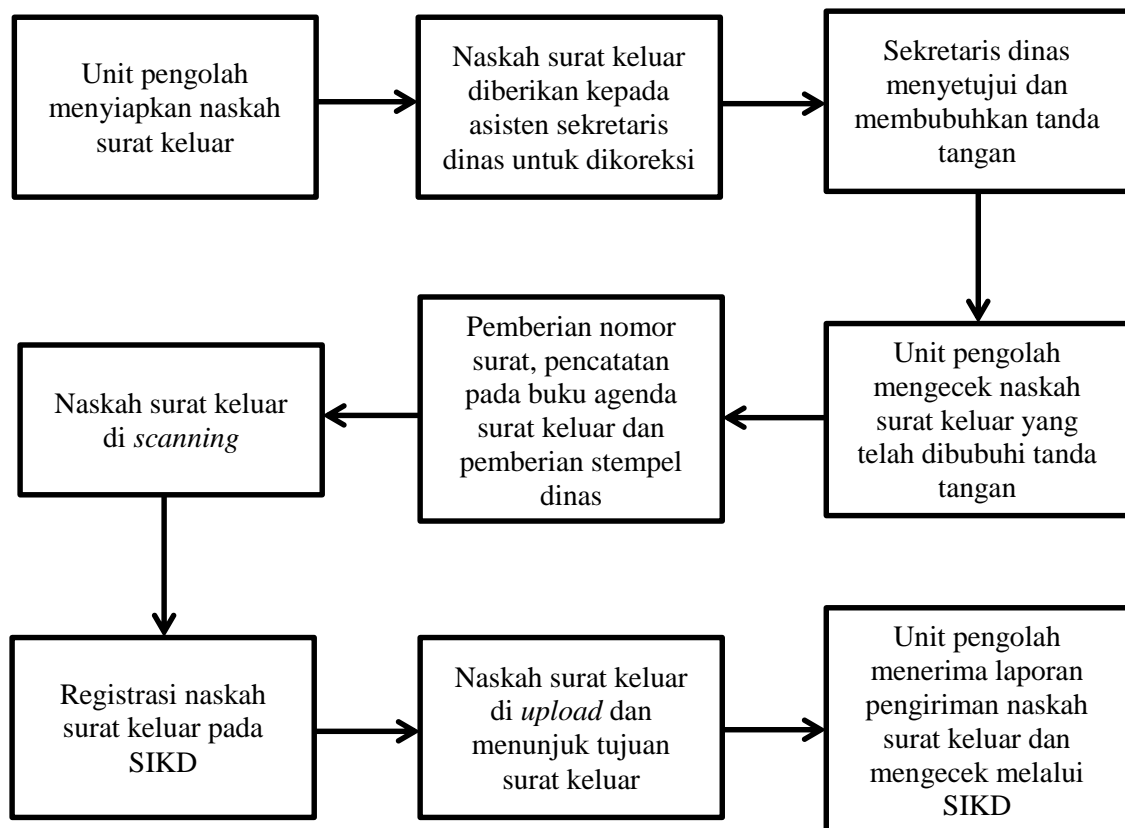 Unit pengolah
menyiapkan naskah
surat keluar
Naskah surat keluar
diberikan kepada
asisten sekretaris
dinas untuk dikoreksi
Sekretaris dinas
menyetujui dan
membubuhkan tanda
tangan
Unit pengolah
mengecek naskah
surat keluar yang
telah dibubuhi tanda
tangan
Pemberian nomor
surat, pencatatan
pada buku agenda
surat keluar dan
pemberian stempel
dinas
Naskah surat keluar
di scanning
Registrasi naskah
surat keluar pada
SIKD
Naskah surat keluar
di upload dan
menunjuk tujuan
surat keluar
Unit pengolah
menerima laporan
pengiriman naskah
surat keluar dan
mengecek melalui
SIKD